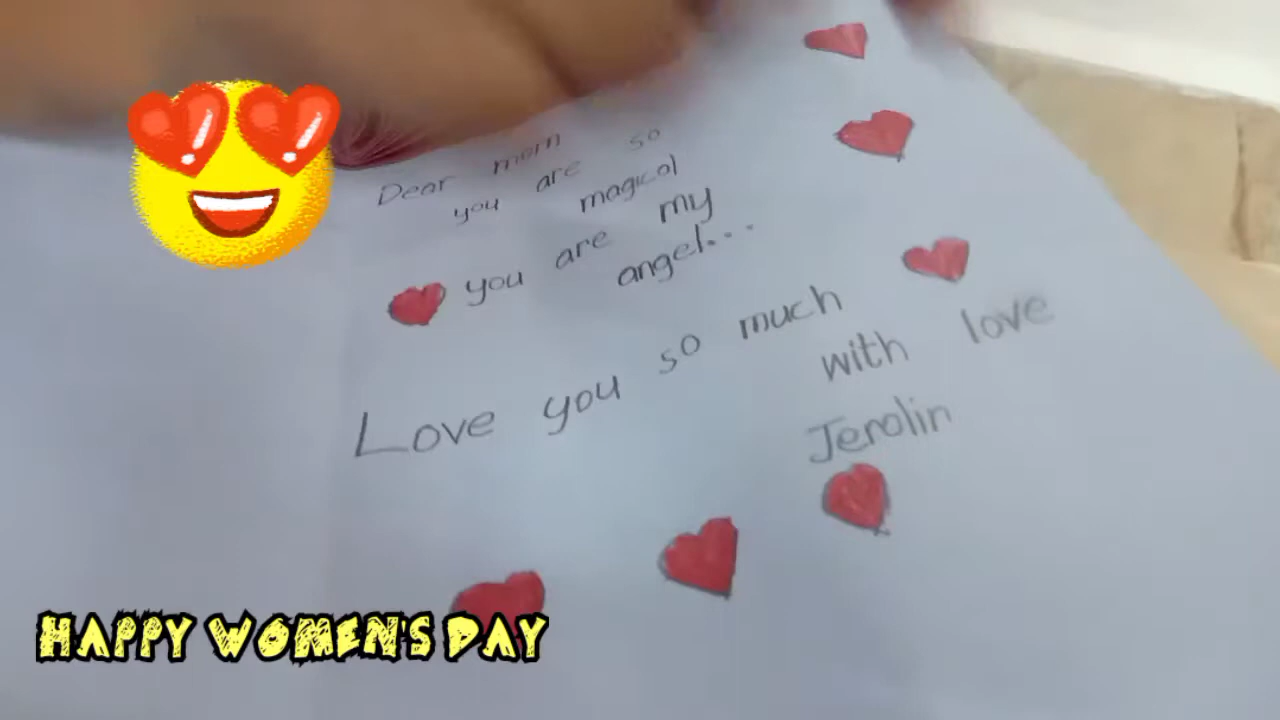 Dear mom
you are so
magical
you are my
angel...
Love you so much
with love
Jerolin
HAPPY WOMEN'S DAY